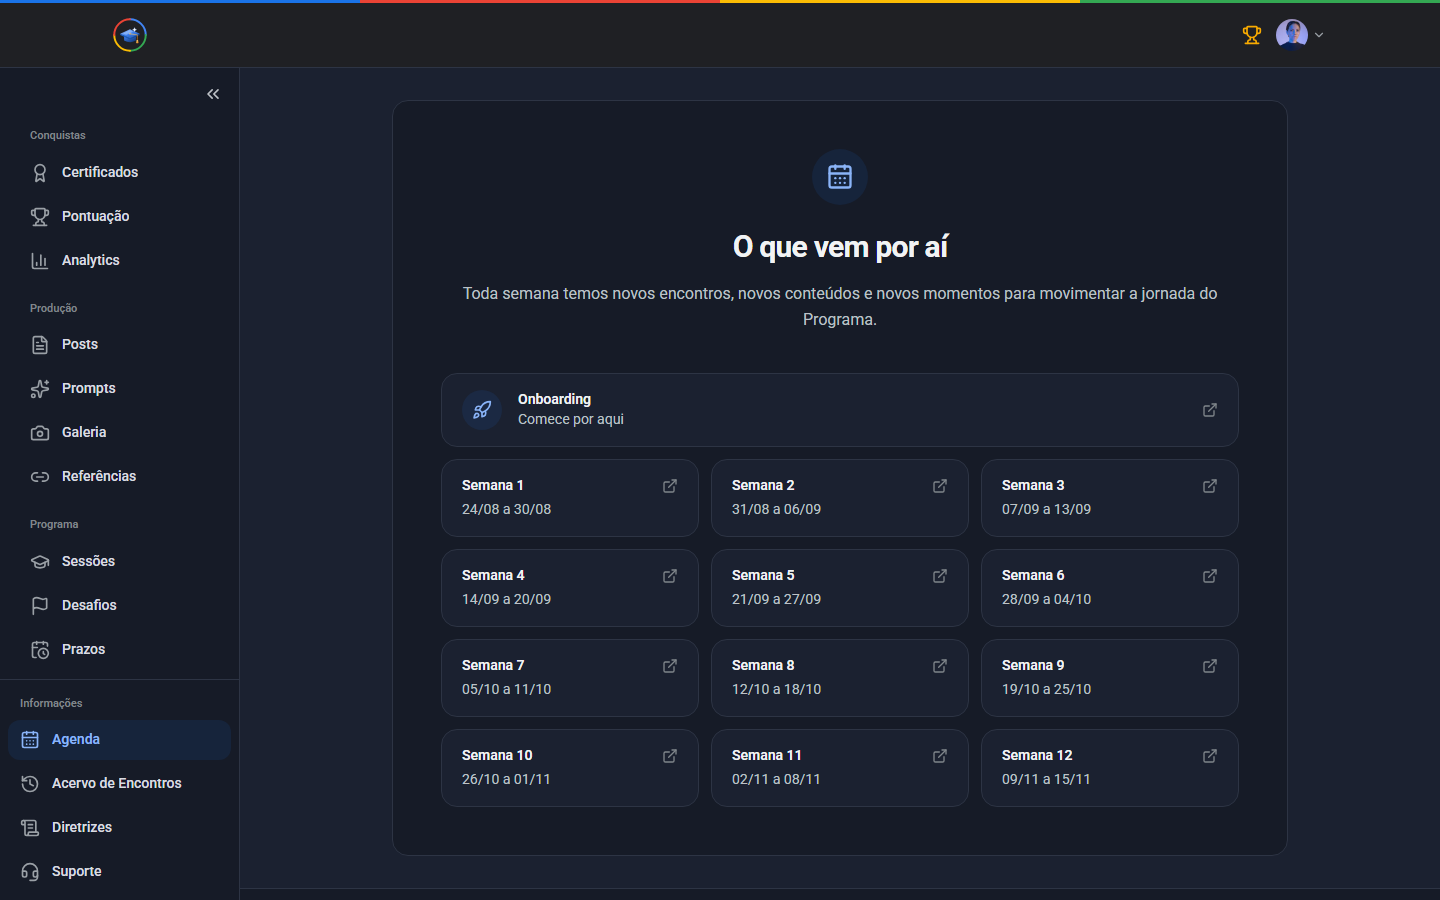 Conquistas
Certificados
Pontuação
Analytics
Produção
Posts
Prompts
Galeria
Referências
Programa
Sessões
Desafios
Prazos
Informações
Agenda
Acervo de Encontros
Diretrizes
Suporte
O que vem por aí
Toda semana temos novos encontros, novos conteúdos e novos momentos para movimentar a jornada do
Programa.
Onboarding
Comece por aqui
Semana 1
24/08 a 30/08
Semana 2
31/08 a 06/09
Semana 3
07/09 a 13/09
Semana 4
14/09 a 20/09
Semana 5
21/09 a 27/09
Semana 6
28/09 a 04/10
Semana 7
05/10 a 11/10
Semana 8
12/10 a 18/10
Semana 9
19/10 a 25/10
Semana 10
26/10 a 01/11
Semana 11
02/11 a 08/11
Semana 12
09/11 a 15/11